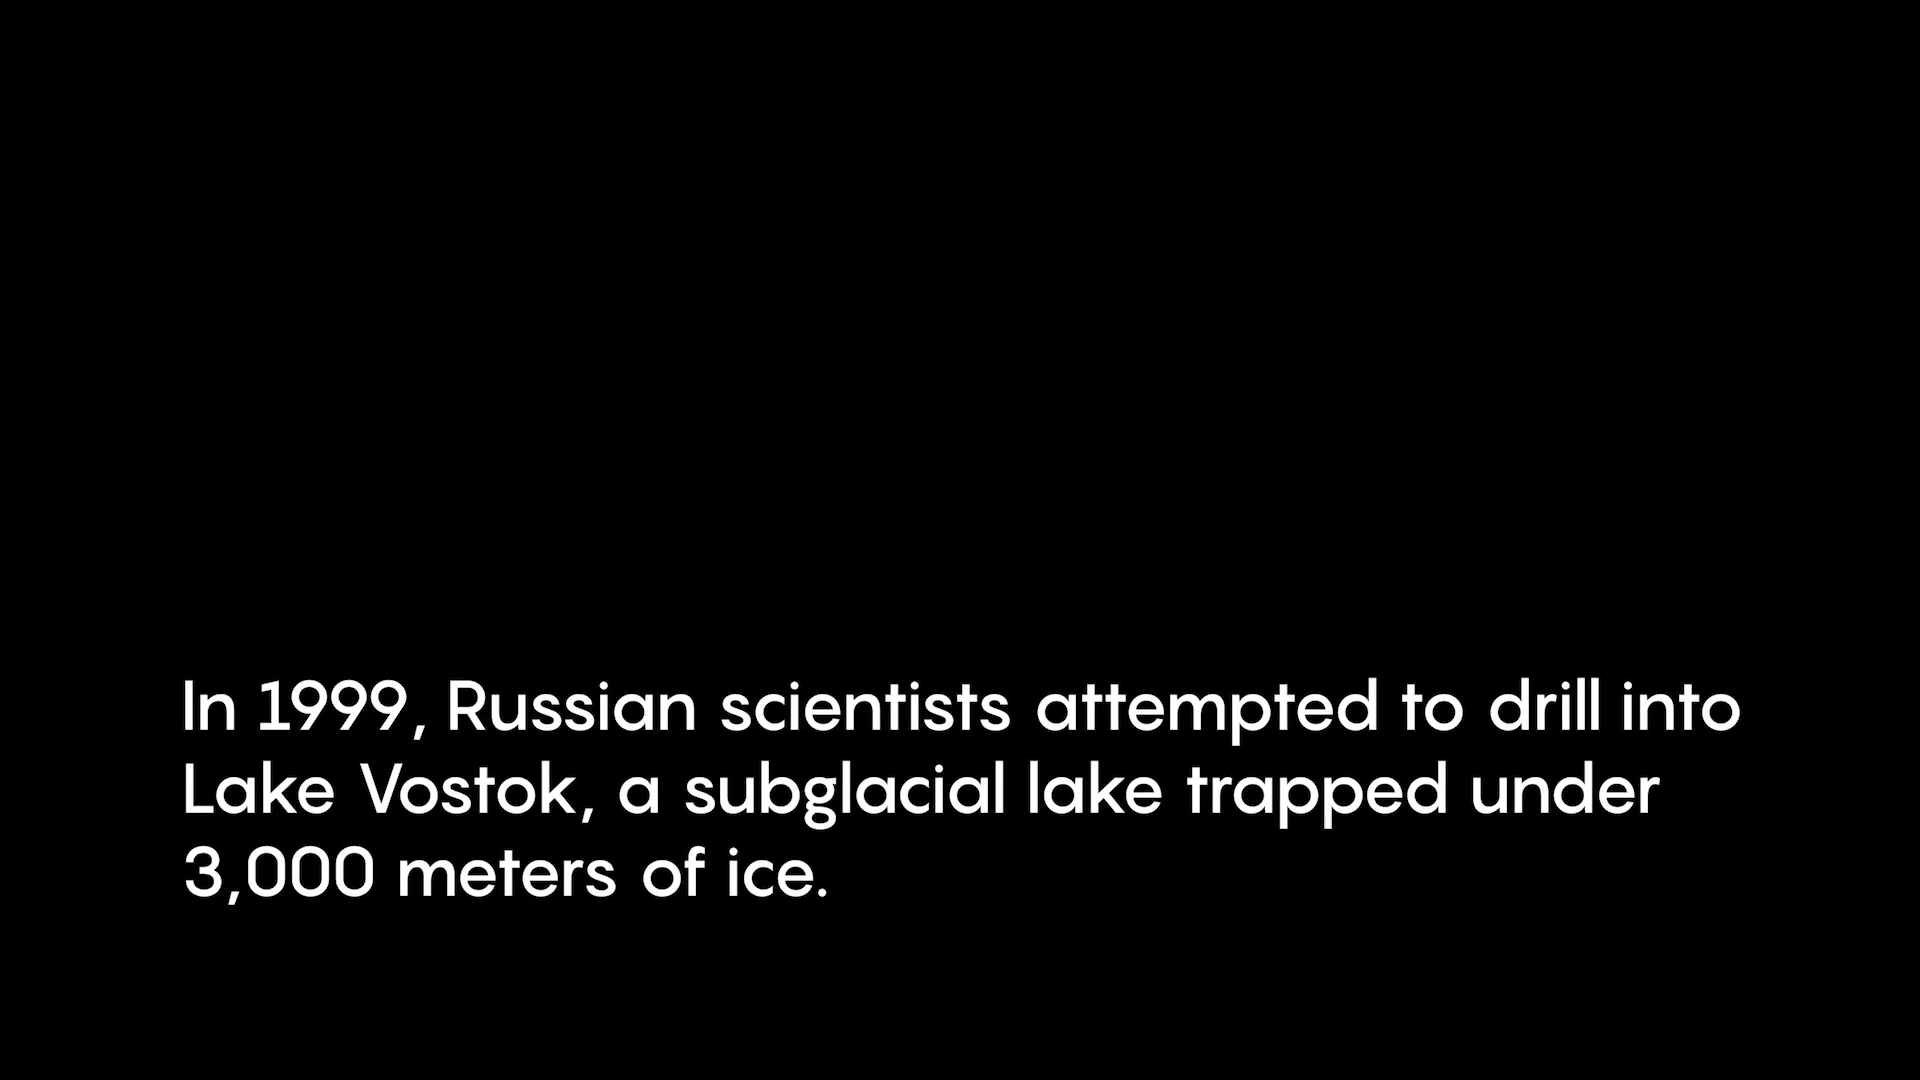 In 1999, Russian scientists attempted to drill into
Lake Vostok, a subglacial lake trapped under
3,000 meters of ice.